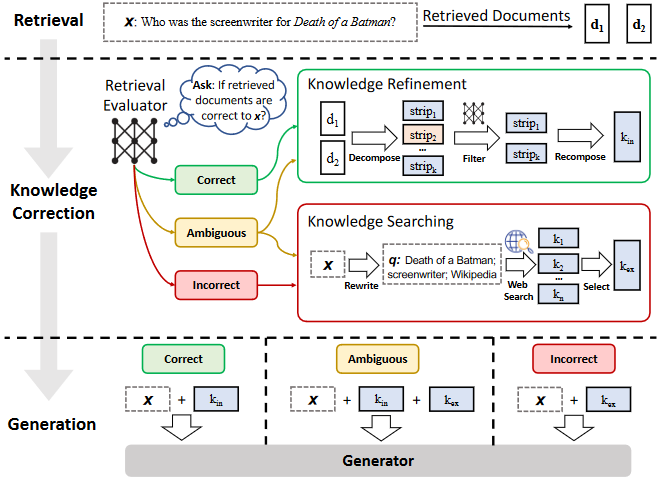 Retrieval
x: Who was the screenwriter for Death of a Batman?
Retrieved Documents
d1
d2
Knowledge Correction
Retrieval Evaluator
Ask: If retrieved documents are correct to x?
Correct
Ambiguous
Incorrect
Knowledge Refinement
d1
d2
Decompose
strip1
strip2
...
stripk
Filter
strip1
stripk
Recompose
kin
Knowledge Searching
x
Rewrite
q: Death of a Batman;
screenwriter; Wikipedia
Web
Search
k1
k2
...
kn
Select
kex
Generation
Correct
x + kin
Ambiguous
x + kin + kex
Incorrect
x + kex
Generator